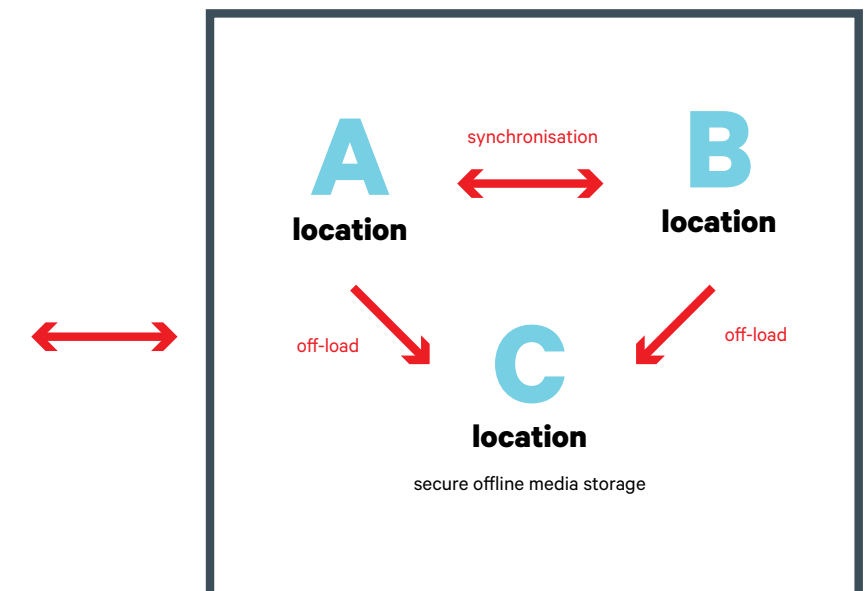 A
location
synchronisation
B
location
off-load
C
location
off-load
secure offline media storage